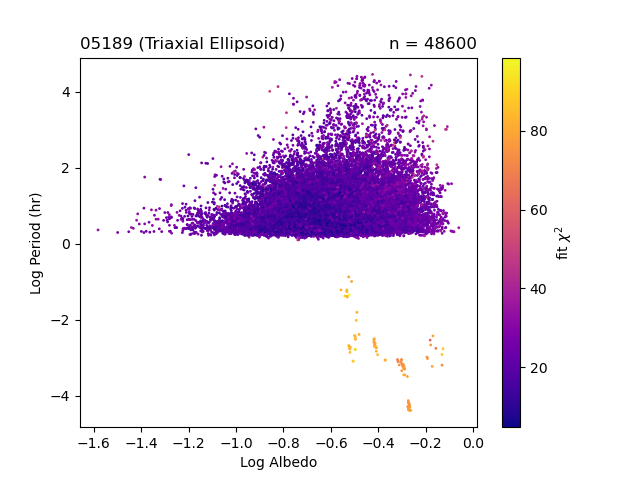 05189 (Triaxial Ellipsoid)
n = 48600
4
2
0
−2
−4
Log Period (hr)
−1.6 −1.4 −1.2 −1.0 −0.8 −0.6 −0.4 −0.2 0.0
Log Albedo
80
60
40
20
fit χ²